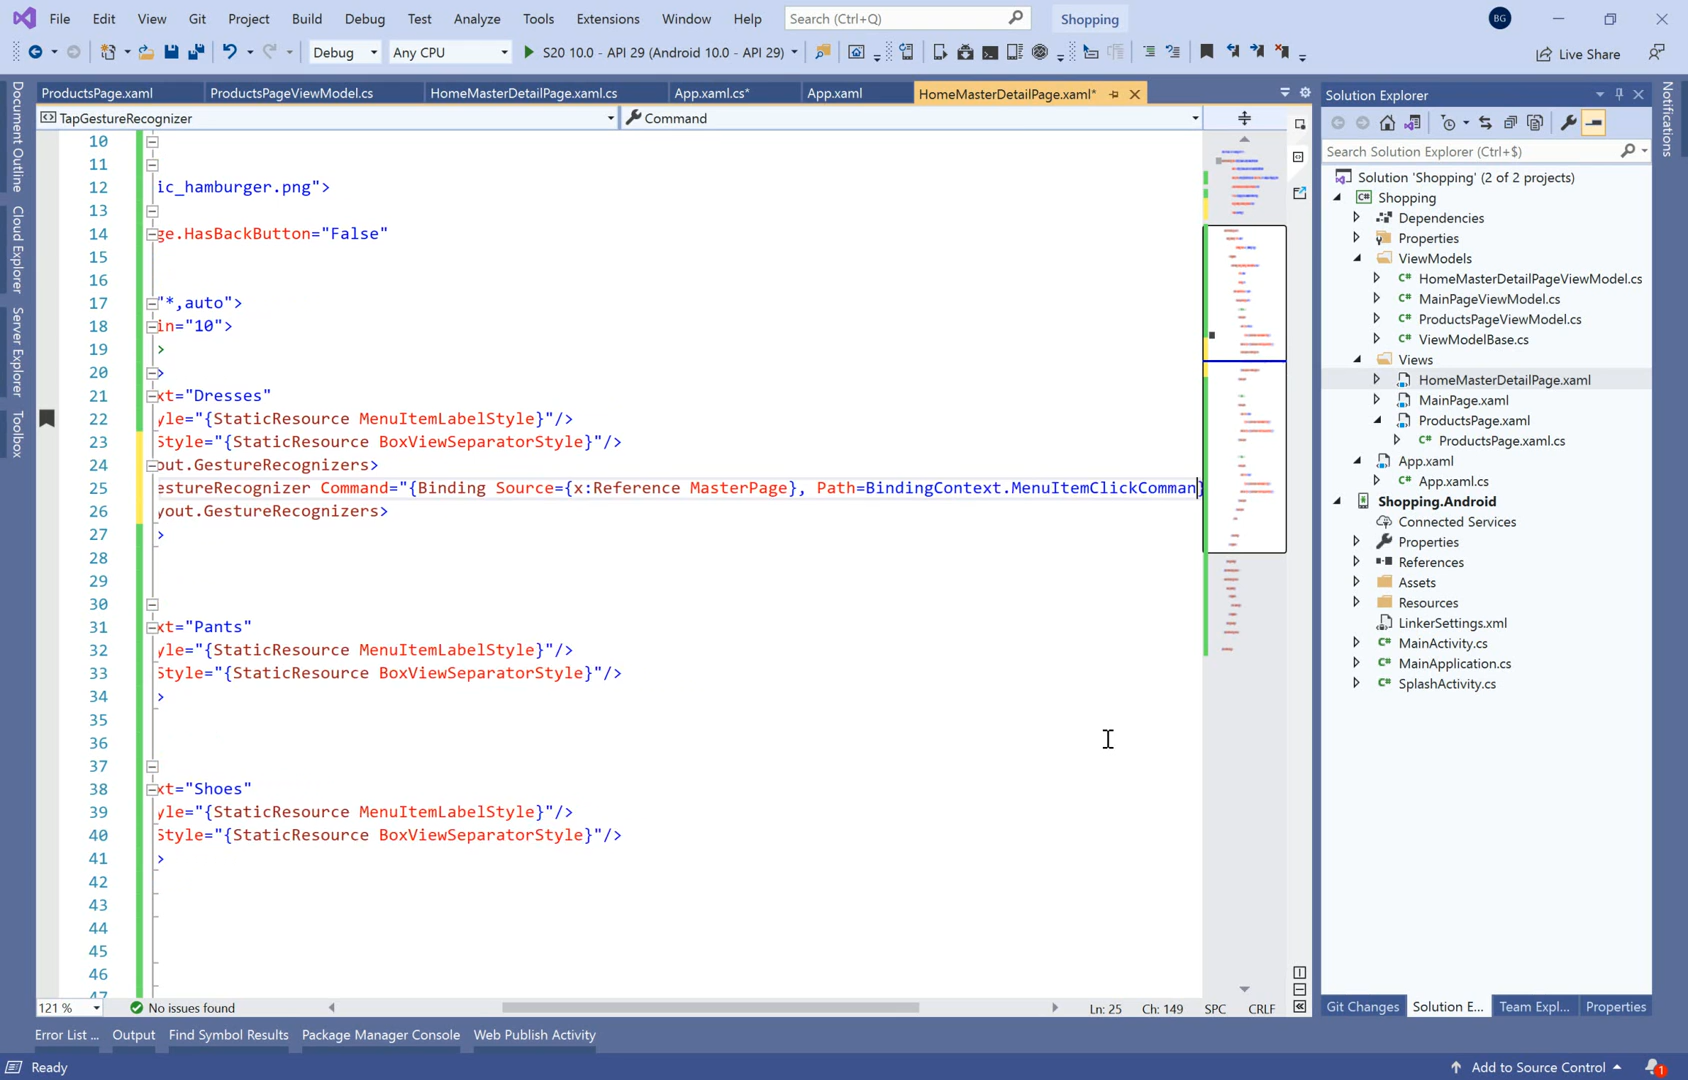 File Edit View Git Project Build Debug Test Analyze Tools Extensions Window Help Search (Ctrl+Q) Shopping BG
Debug Any CPU S20 10.0 - API 29 (Android 10.0 - API 29) Live Share
ProductsPage.xaml ProductsPageViewModel.cs HomeMasterDetailPage.xaml.cs App.xaml.cs* App.xaml HomeMasterDetailPage.xaml*
TapGestureRecognizer Command
Document Outline
Cloud Explorer
Server Explorer
Toolbox
10
11
12 ic_hamburger.png">
13
14 ge.HasBackButton="False"
15
16
17 "*,auto">
18 in="10">
19 >
20 >
21 xt="Dresses"
22 yle="{StaticResource MenuItemLabelStyle}"/>
23 Style="{StaticResource BoxViewSeparatorStyle}"/>
24 out.GestureRecognizers>
25 estureRecognizer Command="{Binding Source={x:Reference MasterPage}, Path=BindingContext.MenuItemClickComman}
26 yout.GestureRecognizers>
27 >
28
29
30
31 xt="Pants"
32 yle="{StaticResource MenuItemLabelStyle}"/>
33 Style="{StaticResource BoxViewSeparatorStyle}"/>
34 >
35
36
37
38 xt="Shoes"
39 yle="{StaticResource MenuItemLabelStyle}"/>
40 Style="{StaticResource BoxViewSeparatorStyle}"/>
41 >
42
43
44
45
46
47
121 % No issues found Ln: 25 Ch: 149 SPC CRLF
Solution Explorer
Search Solution Explorer (Ctrl+$)
Solution 'Shopping' (2 of 2 projects)
Shopping
Dependencies
Properties
ViewModels
HomeMasterDetailPageViewModel.cs
MainPageViewModel.cs
ProductsPageViewModel.cs
ViewModelBase.cs
Views
HomeMasterDetailPage.xaml
MainPage.xaml
ProductsPage.xaml
ProductsPage.xaml.cs
App.xaml
App.xaml.cs
Shopping.Android
Connected Services
Properties
References
Assets
Resources
LinkerSettings.xml
MainActivity.cs
MainApplication.cs
SplashActivity.cs
Git Changes Solution E... Team Expl... Properties
Notifications
Error List ... Output Find Symbol Results Package Manager Console Web Publish Activity
Ready Add to Source Control 1